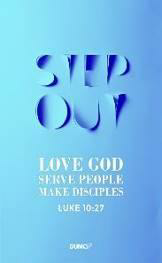 STEP
OUT
LOVE GOD
SERVE PEOPLE
MAKE DISCIPLES
LUKE 10:27